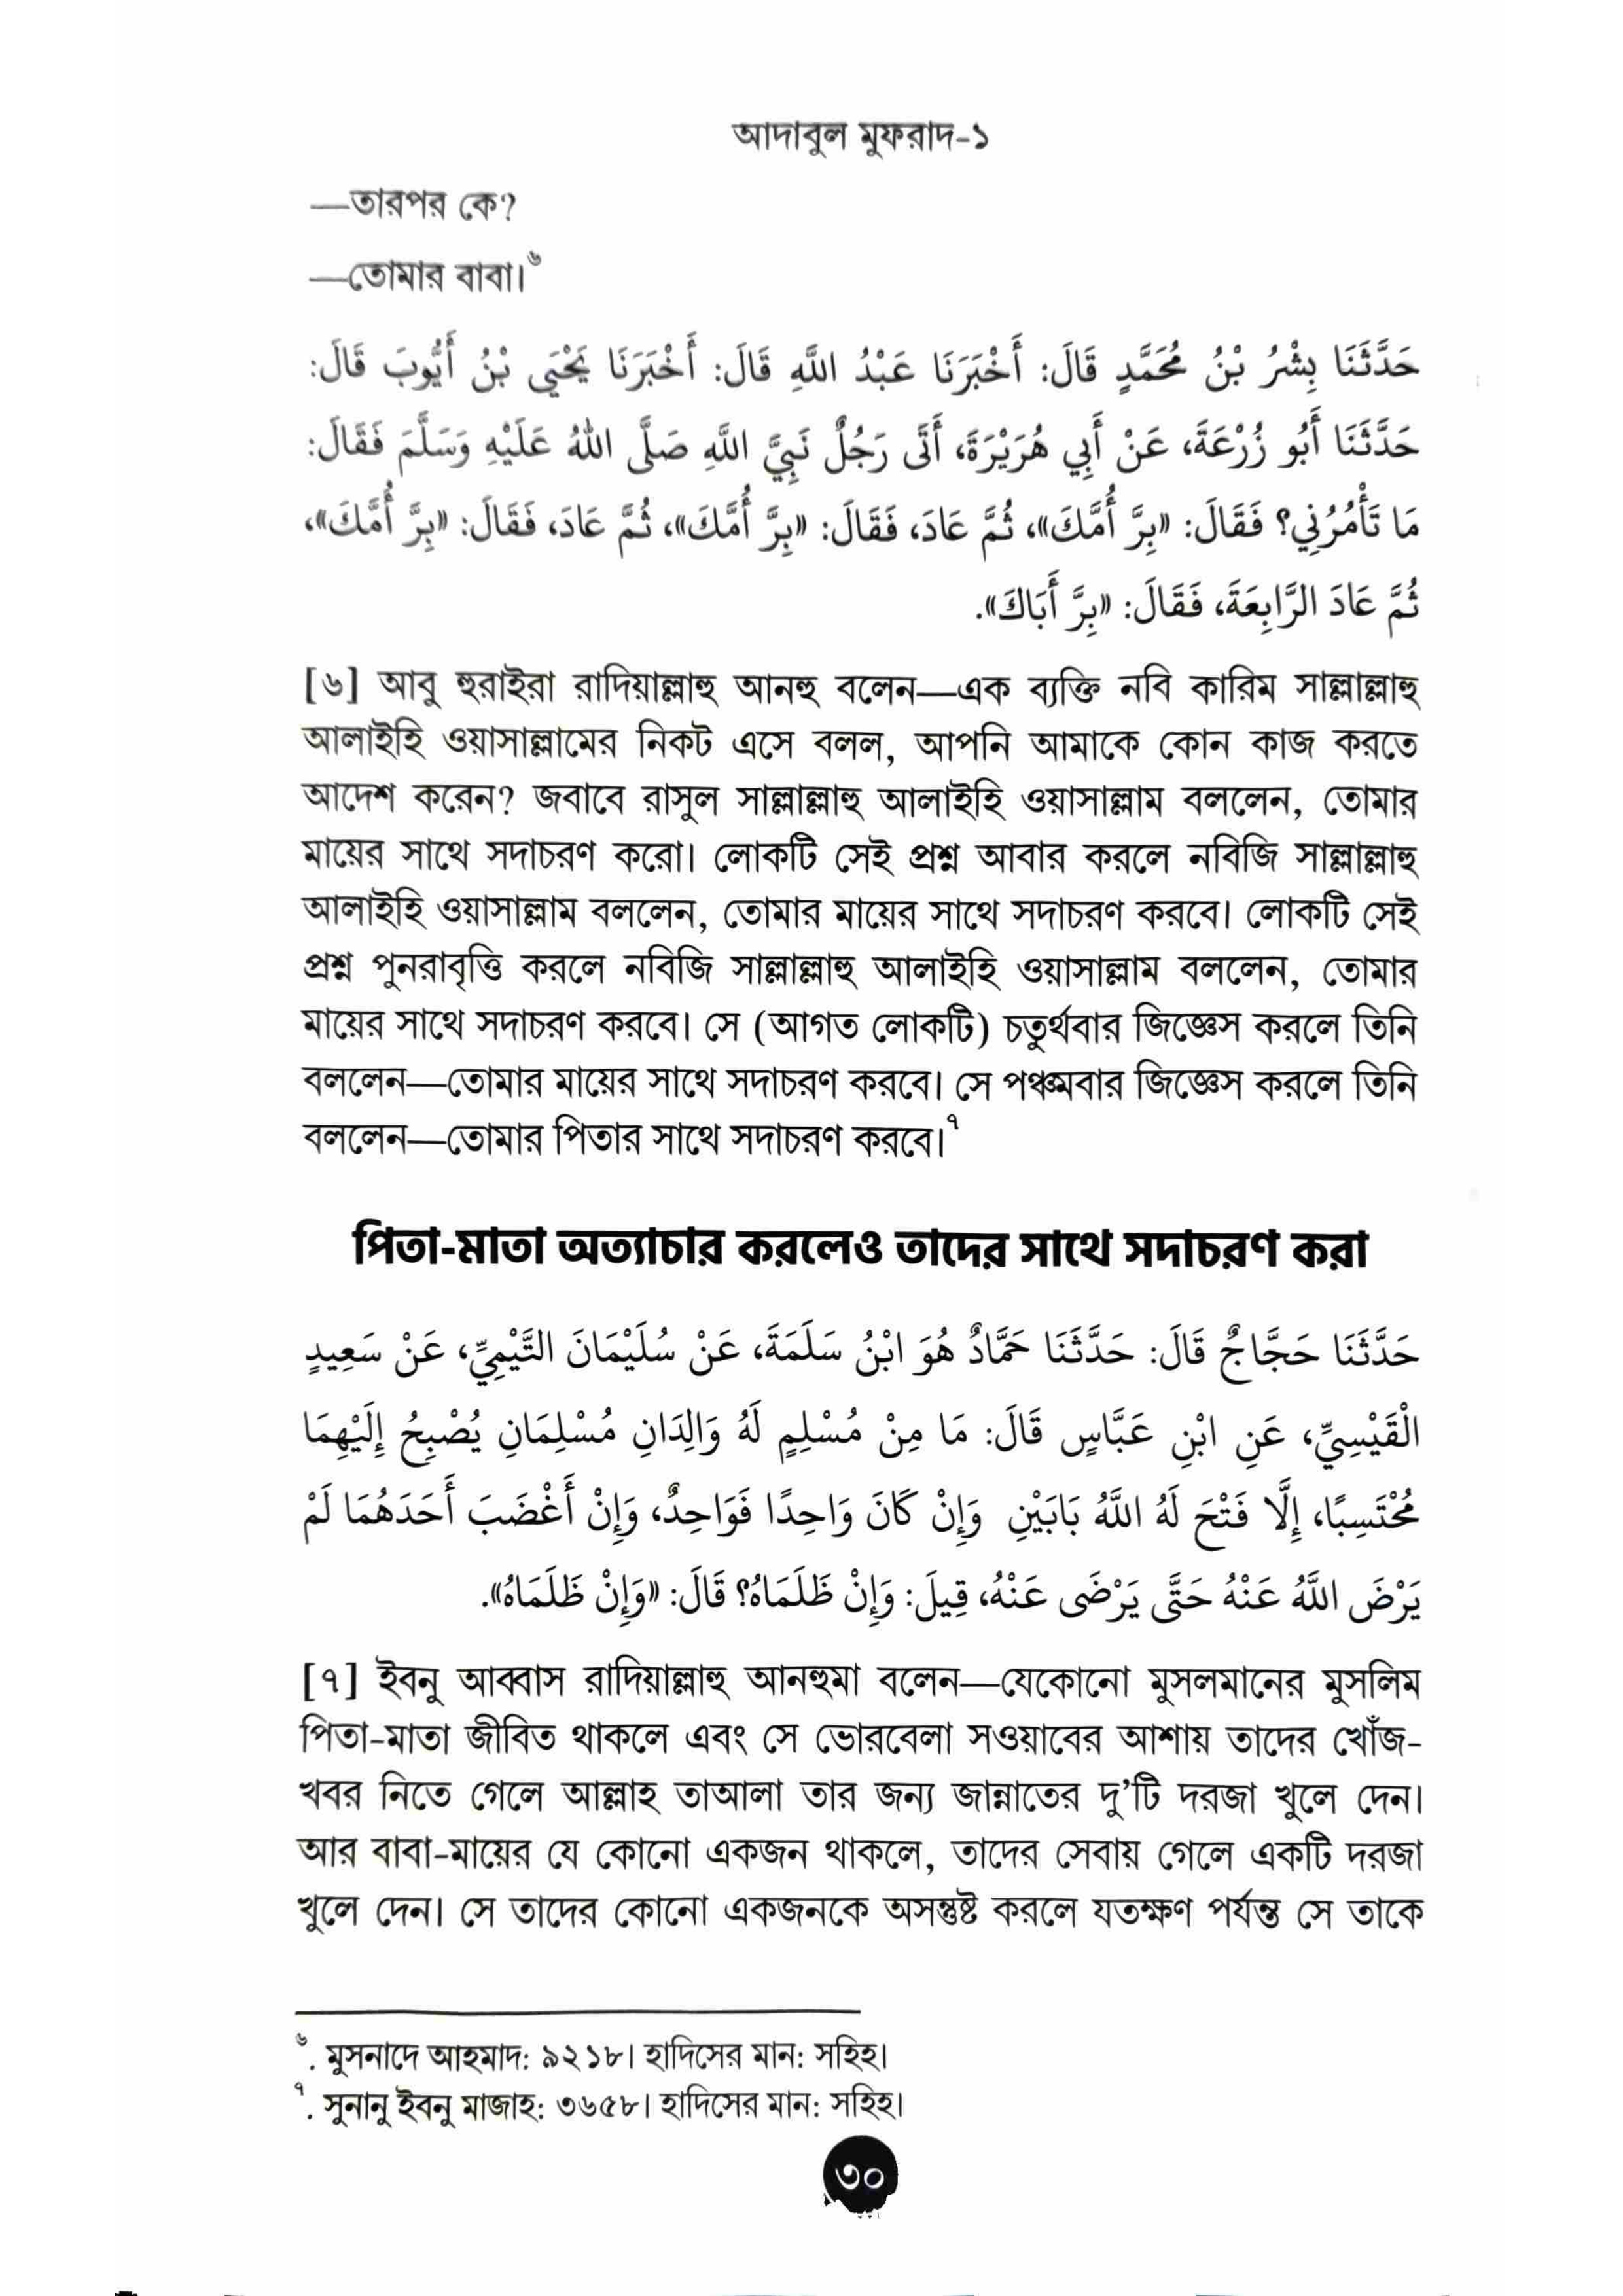 আদাবুল মুফরাদ-১
—তারপর কে?
—তোমার বাবা।৬
حَدَّثَنَا بِشْرُ بْنُ مُحَمَّدٍ قَالَ: أَخْبَرَنَا عَبْدُ اللَّهِ قَالَ: أَخْبَرَنَا يَحْيَى بْنُ أَيُّوبَ قَالَ:
حَدَّثَنَا أَبُو زُرْعَةَ، عَنْ أَبِي هُرَيْرَةَ، أَتَى رَجُلٌ نَبِيَّ اللَّهِ صَلَّى اللهُ عَلَيْهِ وَسَلَّمَ فَقَالَ:
مَا تَأْمُرُنِي؟ فَقَالَ: «بِرَّ أُمَّكَ»، ثُمَّ عَادَ، فَقَالَ: «بِرَّ أُمَّكَ»، ثُمَّ عَادَ، فَقَالَ: «بِرَّ أُمَّكَ»،
ثُمَّ عَادَ الرَّابِعَةَ، فَقَالَ: «بِرَّ أَبَاكَ».
[৬] আবু হুরাইরা রাদিয়াল্লাহু আনহু বলেন—এক ব্যক্তি নবি কারিম সাল্লাল্লাহু
আলাইহি ওয়াসাল্লামের নিকট এসে বলল, আপনি আমাকে কোন কাজ করতে
আদেশ করেন? জবাবে রাসুল সাল্লাল্লাহু আলাইহি ওয়াসাল্লাম বললেন, তোমার
মায়ের সাথে সদাচরণ করো। লোকটি সেই প্রশ্ন আবার করলে নবিজি সাল্লাল্লাহু
আলাইহি ওয়াসাল্লাম বললেন, তোমার মায়ের সাথে সদাচরণ করবে। লোকটি সেই
প্রশ্ন পুনরাবৃত্তি করলে নবিজি সাল্লাল্লাহু আলাইহি ওয়াসাল্লাম বললেন, তোমার
মায়ের সাথে সদাচরণ করবে। সে (আগত লোকটি) চতুর্থবার জিজ্ঞেস করলে তিনি
বললেন—তোমার মায়ের সাথে সদাচরণ করবে। সে পঞ্চমবার জিজ্ঞেস করলে তিনি
বললেন—তোমার পিতার সাথে সদাচরণ করবে।৭
পিতা-মাতা অত্যাচার করলেও তাদের সাথে সদাচরণ করা
حَدَّثَنَا حَجَّاجٌ قَالَ: حَدَّثَنَا حَمَّادٌ هُوَ ابْنُ سَلَمَةَ، عَنْ سُلَيْمَانَ التَّيْمِيِّ، عَنْ سَعِيدٍ
الْقَيْسِيِّ، عَنِ ابْنِ عَبَّاسٍ قَالَ: مَا مِنْ مُسْلِمٍ لَهُ وَالِدَانِ مُسْلِمَانِ يُصْبِحُ إِلَيْهِمَا
مُحْتَسِبًا، إِلَّا فَتْحَ لَهُ اللَّهُ بَابَيْنِ وَإِنْ كَانَ وَاحِدًا فَوَاحِدٌ، وَإِنْ أَغْضَبَ أَحَدَهُمَا لَمْ
يَرْضَ اللَّهُ عَنْهُ حَتَّى يَرْضَى عَنْهُ، قِيلَ: وَإِنْ ظَلَمَاهُ؟ قَالَ: «وَإِنْ ظَلَمَاهُ».
[৭] ইবনু আব্বাস রাদিয়াল্লাহু আনহুমা বলেন—যেকোনো মুসলমানের মুসলিম
পিতা-মাতা জীবিত থাকলে এবং সে ভোরবেলা সওয়াবের আশায় তাদের খোঁজ-
খবর নিতে গেলে আল্লাহ তাআলা তার জন্য জান্নাতের দু’টি দরজা খুলে দেন।
আর বাবা-মায়ের যে কোনো একজন থাকলে, তাদের সেবায় গেলে একটি দরজা
খুলে দেন। সে তাদের কোনো একজনকে অসন্তুষ্ট করলে যতক্ষণ পর্যন্ত সে তাকে
৬. মুসনাদে আহমাদ: ৯২১৮। হাদিসের মান: সহিহ।
৭. সুনানু ইবনু মাজাহ: ৩৬৫৮। হাদিসের মান: সহিহ।
৩০